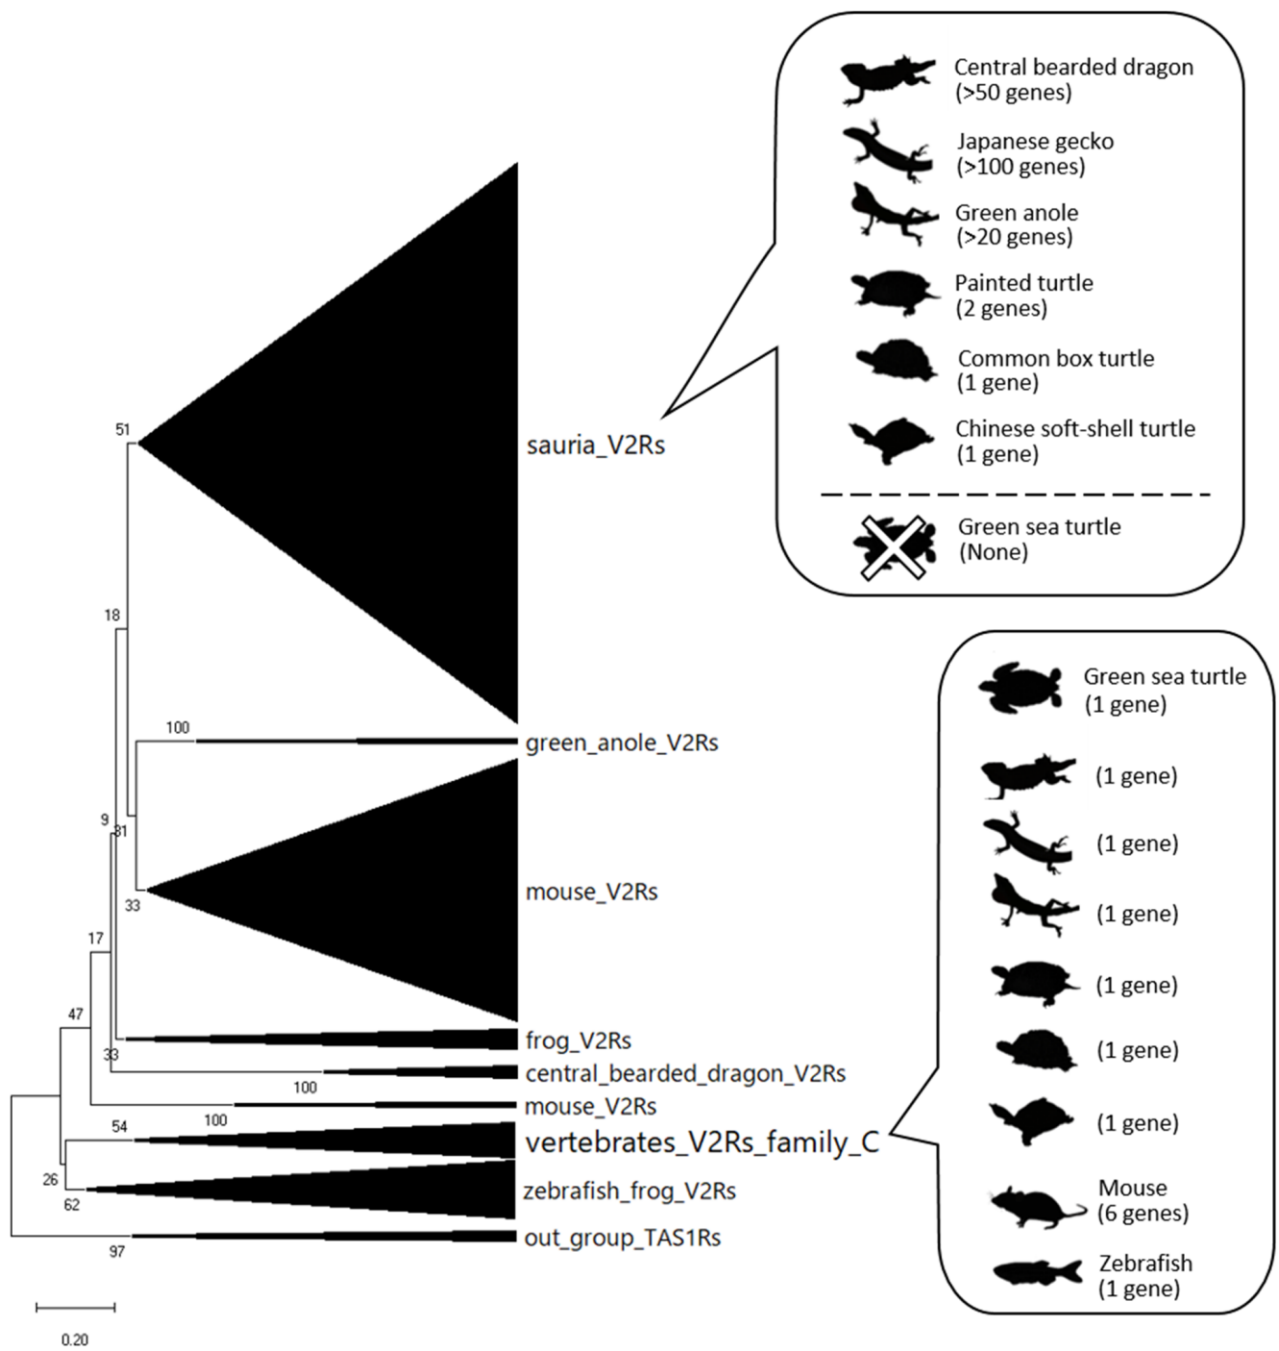 Central bearded dragon
(>50 genes)
Japanese gecko
(>100 genes)
Green anole
(>20 genes)
Painted turtle
(2 genes)
Common box turtle
(1 gene)
Chinese soft-shell turtle
(1 gene)
Green sea turtle
(None)
51
sauria_V2Rs
18
100
green_anole_V2Rs
9
31
mouse_V2Rs
33
17
47
frog_V2Rs
33
central_bearded_dragon_V2Rs
100
mouse_V2Rs
100
54
vertebrates_V2Rs_family_C
26
zebrafish_frog_V2Rs
62
out_group_TAS1Rs
97
0.20
Green sea turtle
(1 gene)
(1 gene)
(1 gene)
(1 gene)
(1 gene)
(1 gene)
(1 gene)
Mouse
(6 genes)
Zebrafish
(1 gene)